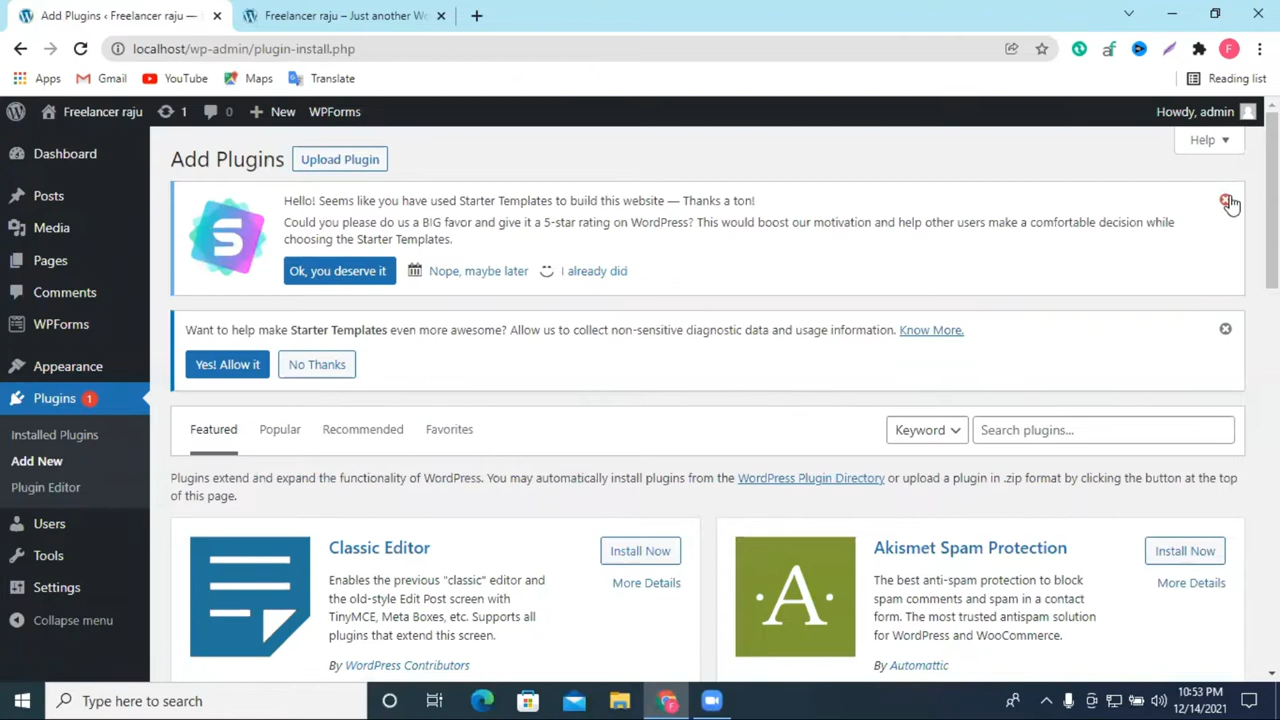 Add Plugins ‹ Freelancer raju —
Freelancer raju – Just another Wo
localhost/wp-admin/plugin-install.php
F
Apps
Gmail
YouTube
Maps
Translate
Reading list
Freelancer raju
1
0
New
WPForms
Howdy, admin
Dashboard
Posts
Media
Pages
Comments
WPForms
Appearance
Plugins 1
Installed Plugins
Add New
Plugin Editor
Users
Tools
Settings
Collapse menu
Help
Add Plugins
Upload Plugin
Hello! Seems like you have used Starter Templates to build this website — Thanks a ton!
Could you please do us a BIG favor and give it a 5-star rating on WordPress? This would boost our motivation and help other users make a comfortable decision while
choosing the Starter Templates.
Ok, you deserve it
Nope, maybe later
I already did
Want to help make Starter Templates even more awesome? Allow us to collect non-sensitive diagnostic data and usage information. Know More.
Yes! Allow it
No Thanks
Featured
Popular
Recommended
Favorites
Keyword
Search plugins...
Plugins extend and expand the functionality of WordPress. You may automatically install plugins from the WordPress Plugin Directory or upload a plugin in .zip format by clicking the button at the top
of this page.
Classic Editor
Install Now
More Details
Enables the previous "classic" editor and
the old-style Edit Post screen with
TinyMCE, Meta Boxes, etc. Supports all
plugins that extend this screen.
By WordPress Contributors
A
Akismet Spam Protection
Install Now
More Details
The best anti-spam protection to block
spam comments and spam in a contact
form. The most trusted antispam solution
for WordPress and WooCommerce.
By Automattic
Type here to search
10:53 PM
12/14/2021